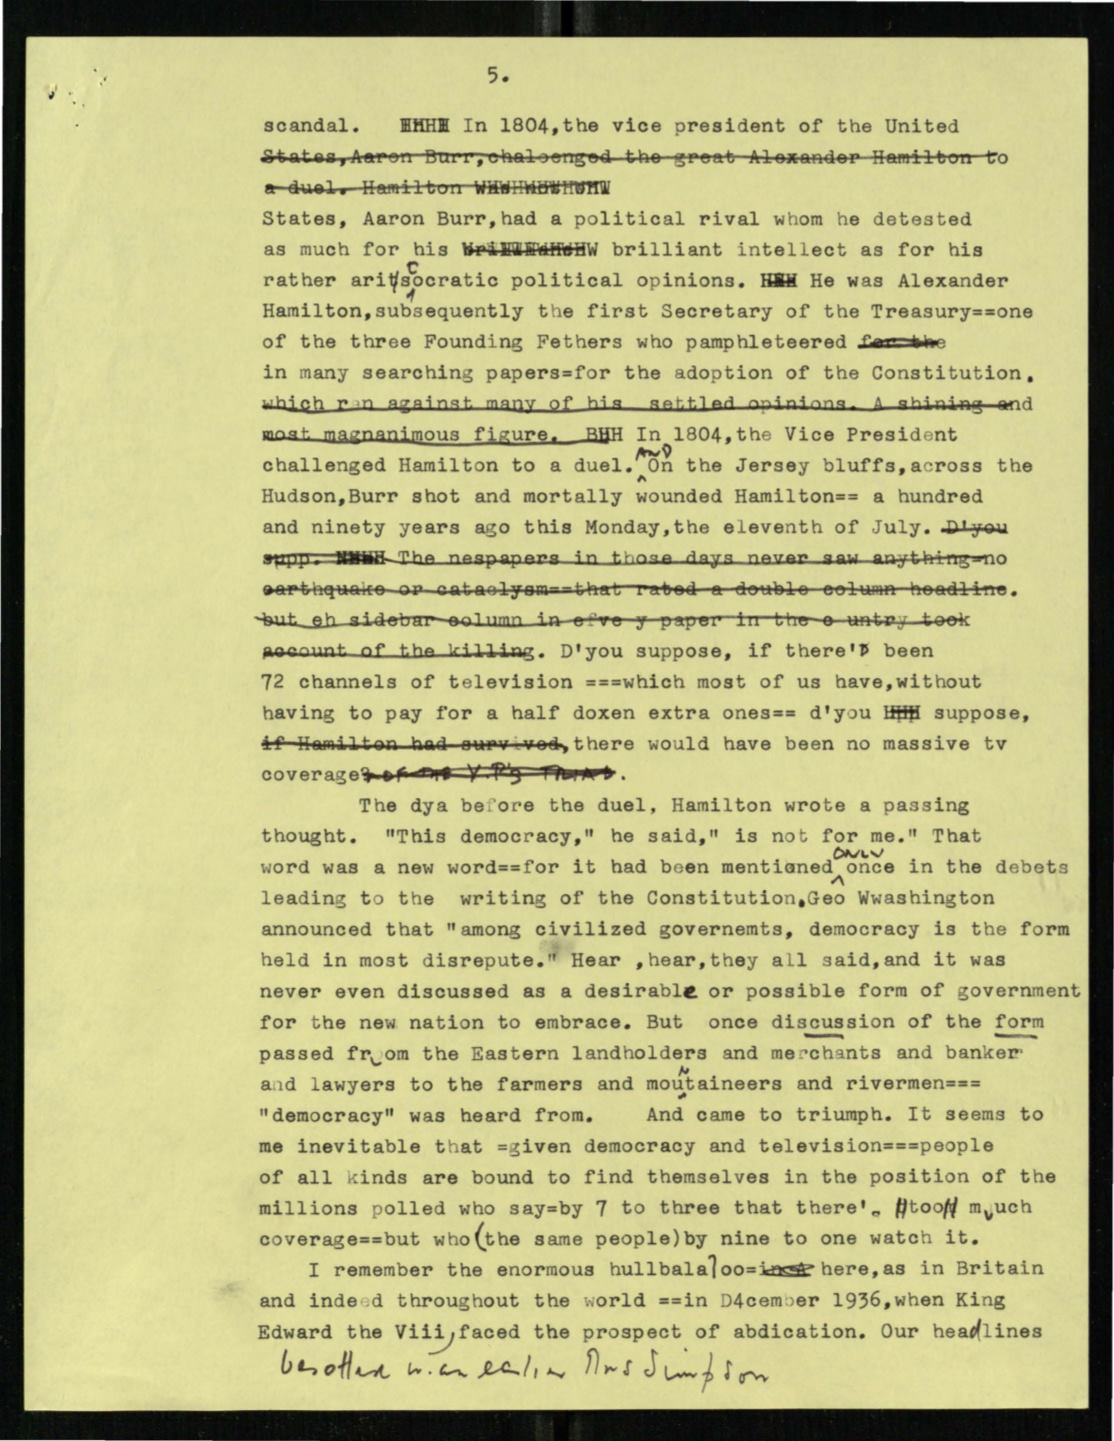 5.
scandal. HHHH In 1804,the vice president of the United
States,Aaron Burr,chaloenged the great Alexander Hamilton to
a duel. Hamilton
States, Aaron Burr,had a political rival whom he detested
as much for his brilliant intellect as for his
rather aritsCocratic political opinions. HHH He was Alexander
Hamilton,subsequently the first Secretary of the Treasury==one
of the three Founding Fethers who pamphleteered for the
in many searching papers=for the adoption of the Constitution.
which ran against many of his settled opinions. A shining and
most magnanimous figure. BHH In 1804,the Vice President
challenged Hamilton to a duel. AND On the Jersey bluffs,across the
Hudson,Burr shot and mortally wounded Hamilton== a hundred
and ninety years ago this Monday,the eleventh of July. D'you
supp. HHHH The nespapers in those days never saw anything=no
earthquake or cataclysm==that rated a double column headline.
but eh sidebar column in efve y paper in the c untry took
account of the killing. D'you suppose, if there'D been
72 channels of television ===which most of us have,without
having to pay for a half doxen extra ones== d'you HHH suppose,
if Hamilton had survived,there would have been no massive tv
coverage? OF THE V.P's TRIAL.
The dya before the duel, Hamilton wrote a passing
thought. "This democracy," he said," is not for me." That
word was a new word==for it had been mentioned ONLY once in the debets
leading to the writing of the Constitution.Geo Wwashington
announced that "among civilized governemts, democracy is the form
held in most disrepute." Hear ,hear,they all said,and it was
never even discussed as a desirable or possible form of government
for the new nation to embrace. But once discussion of the form
passed from the Eastern landholders and merchants and banker
and lawyers to the farmers and mountaineers and rivermen===
"democracy" was heard from. And came to triumph. It seems to
me inevitable that =given democracy and television===people
of all kinds are bound to find themselves in the position of the
millions polled who say=by 7 to three that there'. too much
coverage==but who(the same people)by nine to one watch it.
I remember the enormous hullbalaloo= here,as in Britain
and indeed throughout the world ==in D4cember 1936,when King
Edward the Viii,faced the prospect of abdication. Our headlines
besotted w. an earlier Mrs Simpson